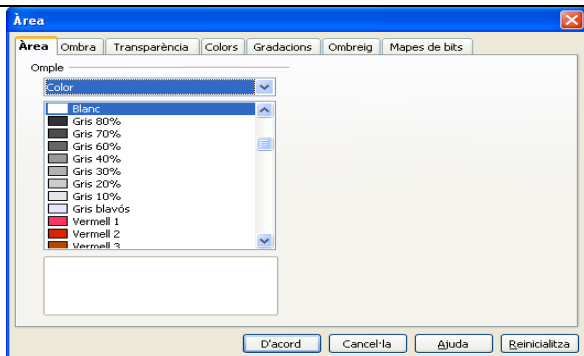 Àrea
Àrea Ombra Transparència Colors Gradacions Ombreig Mapes de bits
Omple
Color
Blanc
Gris 80%
Gris 70%
Gris 60%
Gris 40%
Gris 30%
Gris 20%
Gris 10%
Gris blavós
Vermell 1
Vermell 2
Vermell 3
D'acord Cancel·la Ajuda Reinicialitza